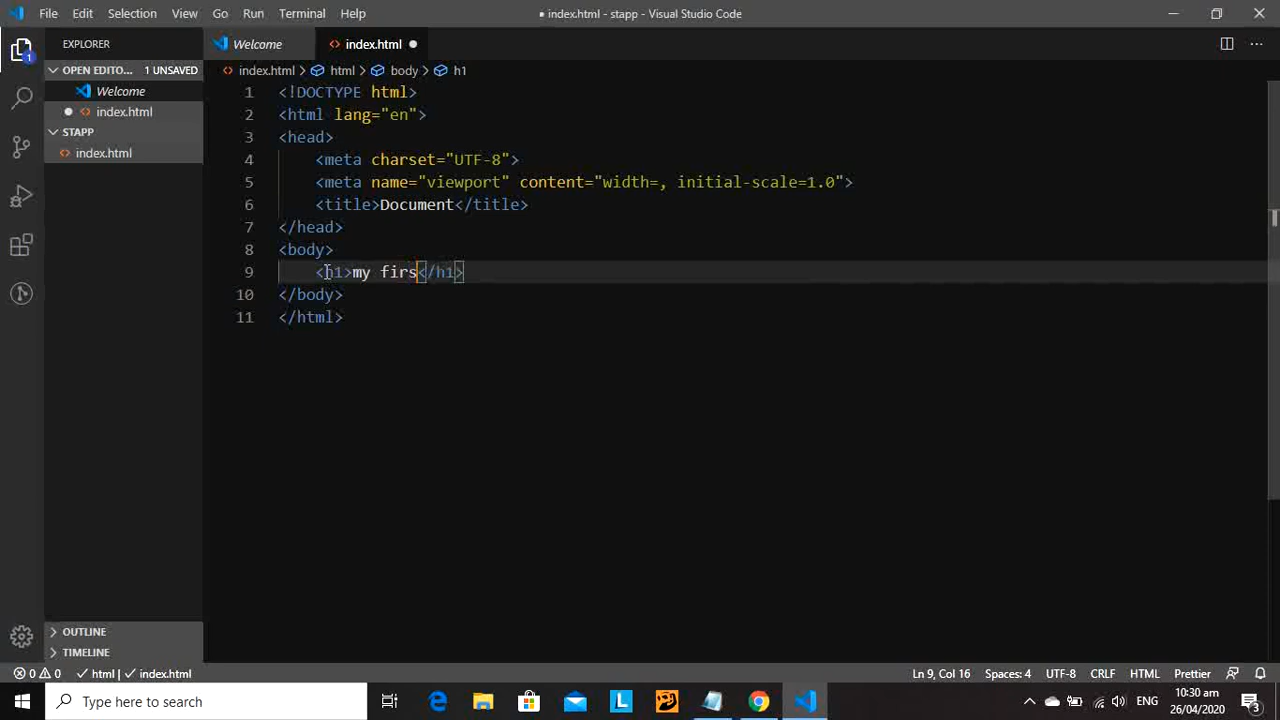 File Edit Selection View Go Run Terminal Help
● index.html - stapp - Visual Studio Code
EXPLORER
Welcome
index.html ●
OPEN EDITO... 1 UNSAVED
index.html > html > body > h1
Welcome
● index.html
STAPP
index.html
1 <!DOCTYPE html>
2 <html lang="en">
3 <head>
4 <meta charset="UTF-8">
5 <meta name="viewport" content="width=, initial-scale=1.0">
6 <title>Document</title>
7 </head>
8 <body>
9 <h1>my firs</h1>
10 </body>
11 </html>
OUTLINE
TIMELINE
0 0 html | index.html
Ln 9, Col 16 Spaces: 4 UTF-8 CRLF HTML Prettier
Type here to search
ENG
10:30 am
26/04/2020
3
1